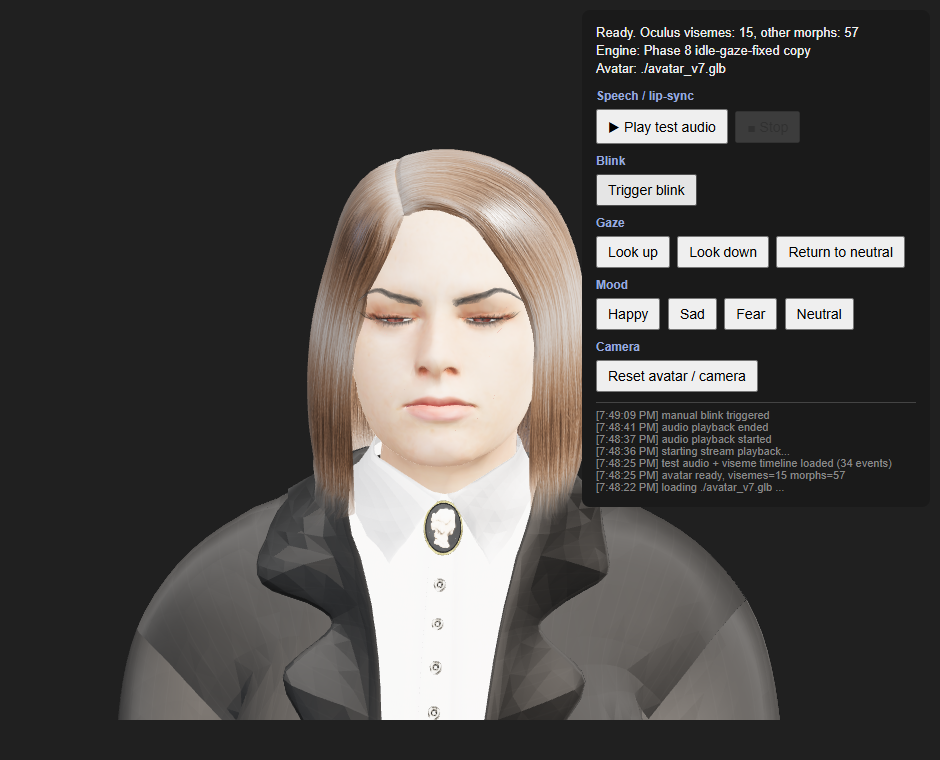 Ready. Oculus visemes: 15, other morphs: 57
Engine: Phase 8 idle-gaze-fixed copy
Avatar: ./avatar_v7.glb
Speech / lip-sync
▶ Play test audio ■ Stop
Blink
Trigger blink
Gaze
Look up Look down Return to neutral
Mood
Happy Sad Fear Neutral
Camera
Reset avatar / camera
[7:49:09 PM] manual blink triggered
[7:48:41 PM] audio playback ended
[7:48:37 PM] audio playback started
[7:48:36 PM] starting stream playback...
[7:48:25 PM] test audio + viseme timeline loaded (34 events)
[7:48:25 PM] avatar ready, visemes=15 morphs=57
[7:48:22 PM] loading ./avatar_v7.glb ...